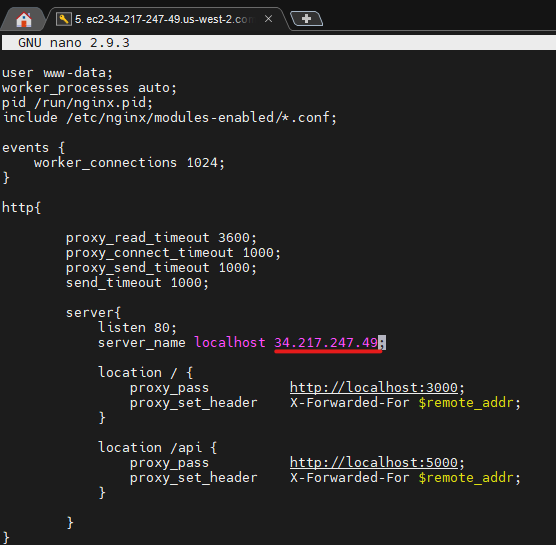 5. ec2-34-217-247-49.us-west-2.com
GNU nano 2.9.3
user www-data;
worker_processes auto;
pid /run/nginx.pid;
include /etc/nginx/modules-enabled/*.conf;
events {
worker_connections 1024;
}
http{
proxy_read_timeout 3600;
proxy_connect_timeout 1000;
proxy_send_timeout 1000;
send_timeout 1000;
server{
listen 80;
server_name localhost 34.217.247.49;
location / {
proxy_pass http://localhost:3000;
proxy_set_header X-Forwarded-For $remote_addr;
}
location /api {
proxy_pass http://localhost:5000;
proxy_set_header X-Forwarded-For $remote_addr;
}
}
}